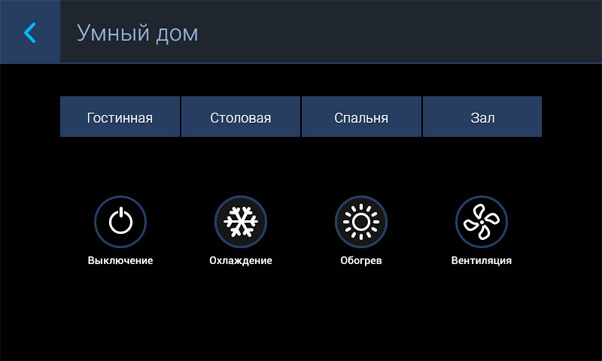 Умный дом
Гостинная Столовая Спальня Зал
Выключение Охлаждение Обогрев Вентиляция